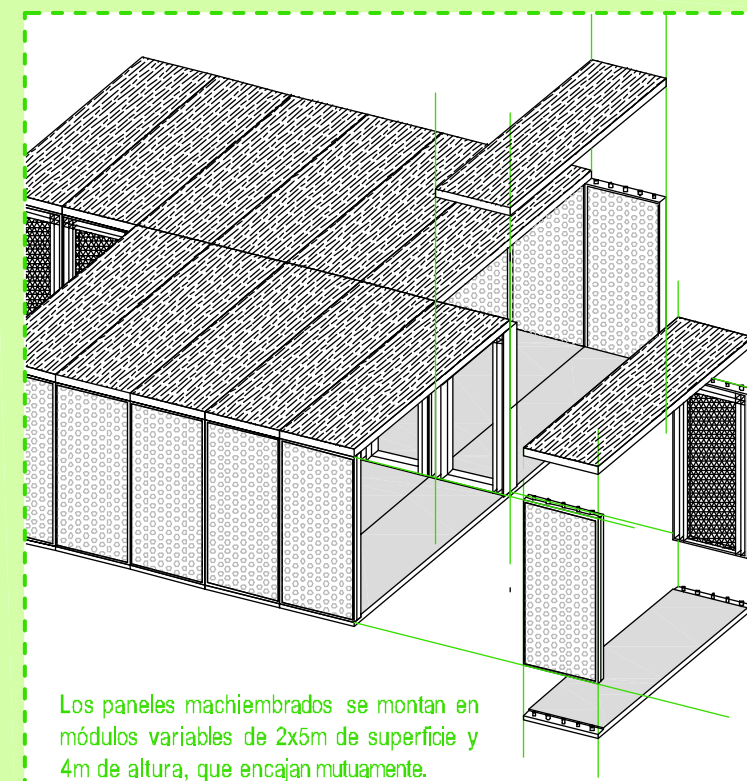 Los paneles machiembrados se montan en
módulos variables de 2x5m de superficie y
4m de altura, que encajan mutuamente.